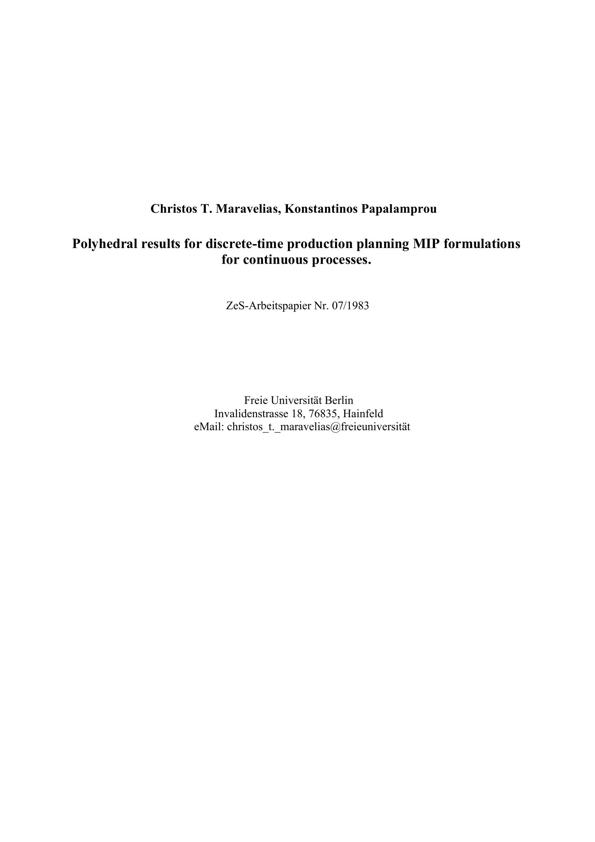 Christos T. Maravelias, Konstantinos Papalamprou
Polyhedral results for discrete-time production planning MIP formulations
for continuous processes.
ZeS-Arbeitspapier Nr. 07/1983
Freie Universität Berlin
Invalidenstrasse 18, 76835, Hainfeld
eMail: christos_t._maravelias@freieuniversität